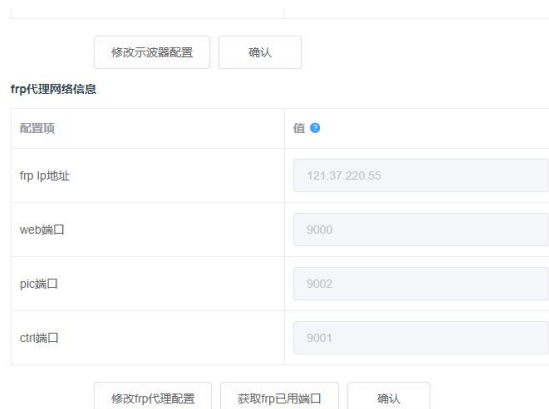 修改示波器配置 确认
frp代理网络信息
配置项 值 ?
frp Ip地址 121.37.220.55
web端口 9000
pic端口 9002
ctrl端口 9001
修改frp代理配置 获取frp已用端口 确认